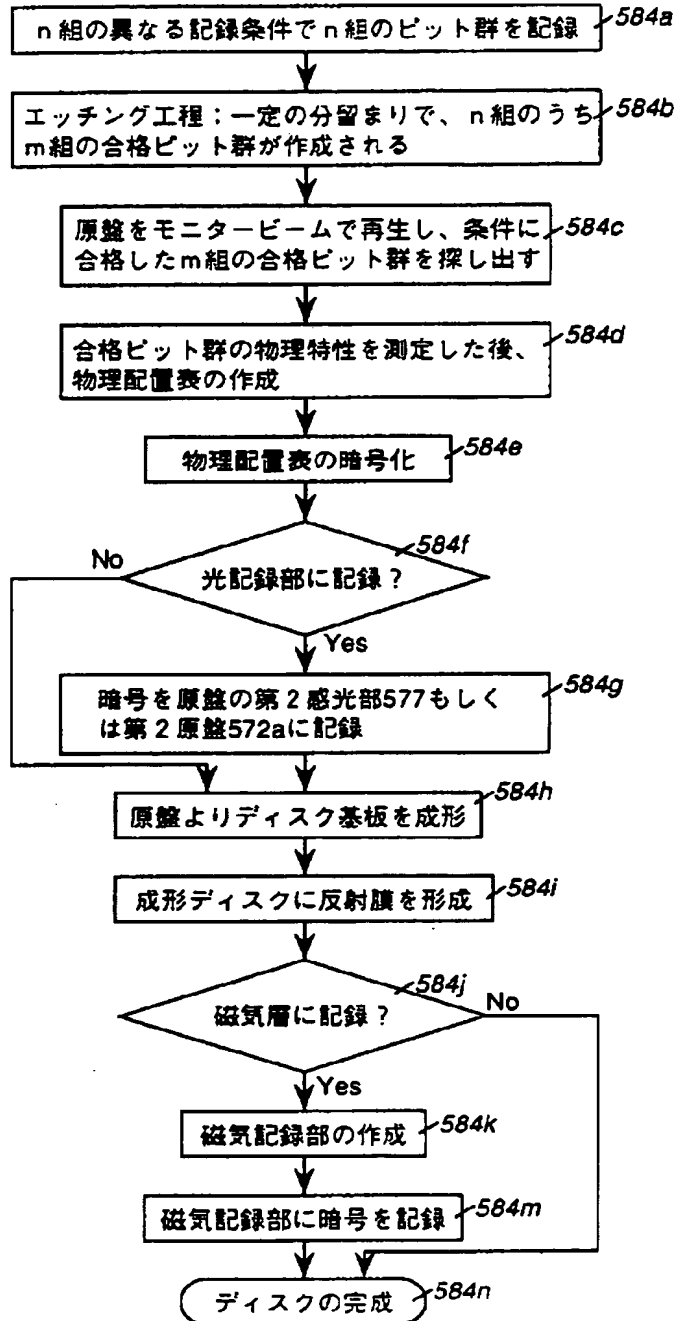 n組の異なる記録条件でn組のピット群を記録
584a
エッチング工程：一定の分留まりで、n組のうち
m組の合格ピット群が作成される
584b
原盤をモニタービームで再生し、条件に
合格したm組の合格ピット群を探し出す
584c
合格ピット群の物理特性を測定した後、
物理配置表の作成
584d
物理配置表の暗号化
584e
光記録部に記録？
584f
No
Yes
暗号を原盤の第2感光部577もしく
は第2原盤572aに記録
584g
原盤よりディスク基板を成形
584h
成形ディスクに反射膜を形成
584i
磁気層に記録？
584j
No
Yes
磁気記録部の作成
584k
磁気記録部に暗号を記録
584m
ディスクの完成
584n